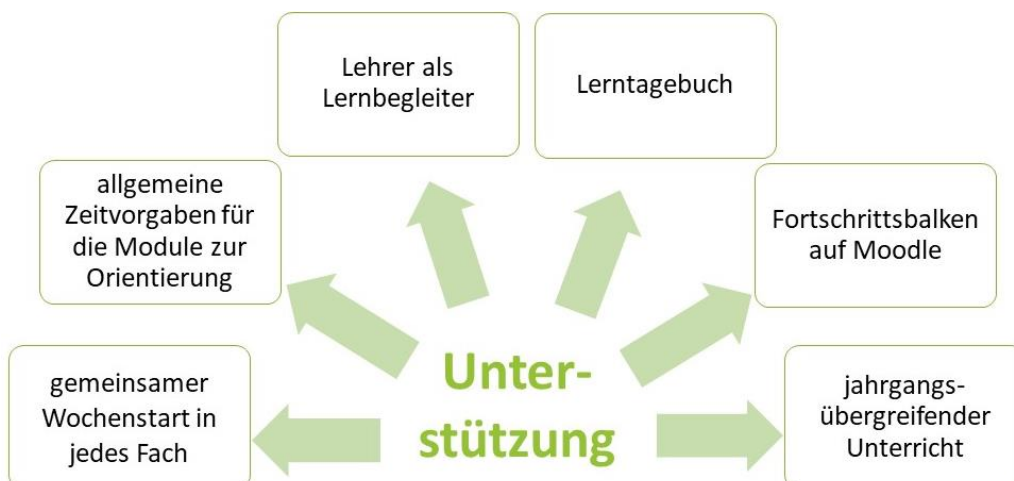 Lehrer als
Lernbegleiter
Lerntagebuch
allgemeine
Zeitvorgaben für
die Module zur
Orientierung
Fortschrittsbalken
auf Moodle
gemeinsamer
Wochenstart in
jedes Fach
Unter-
stützung
jahrgangs-
übergreifender
Unterricht